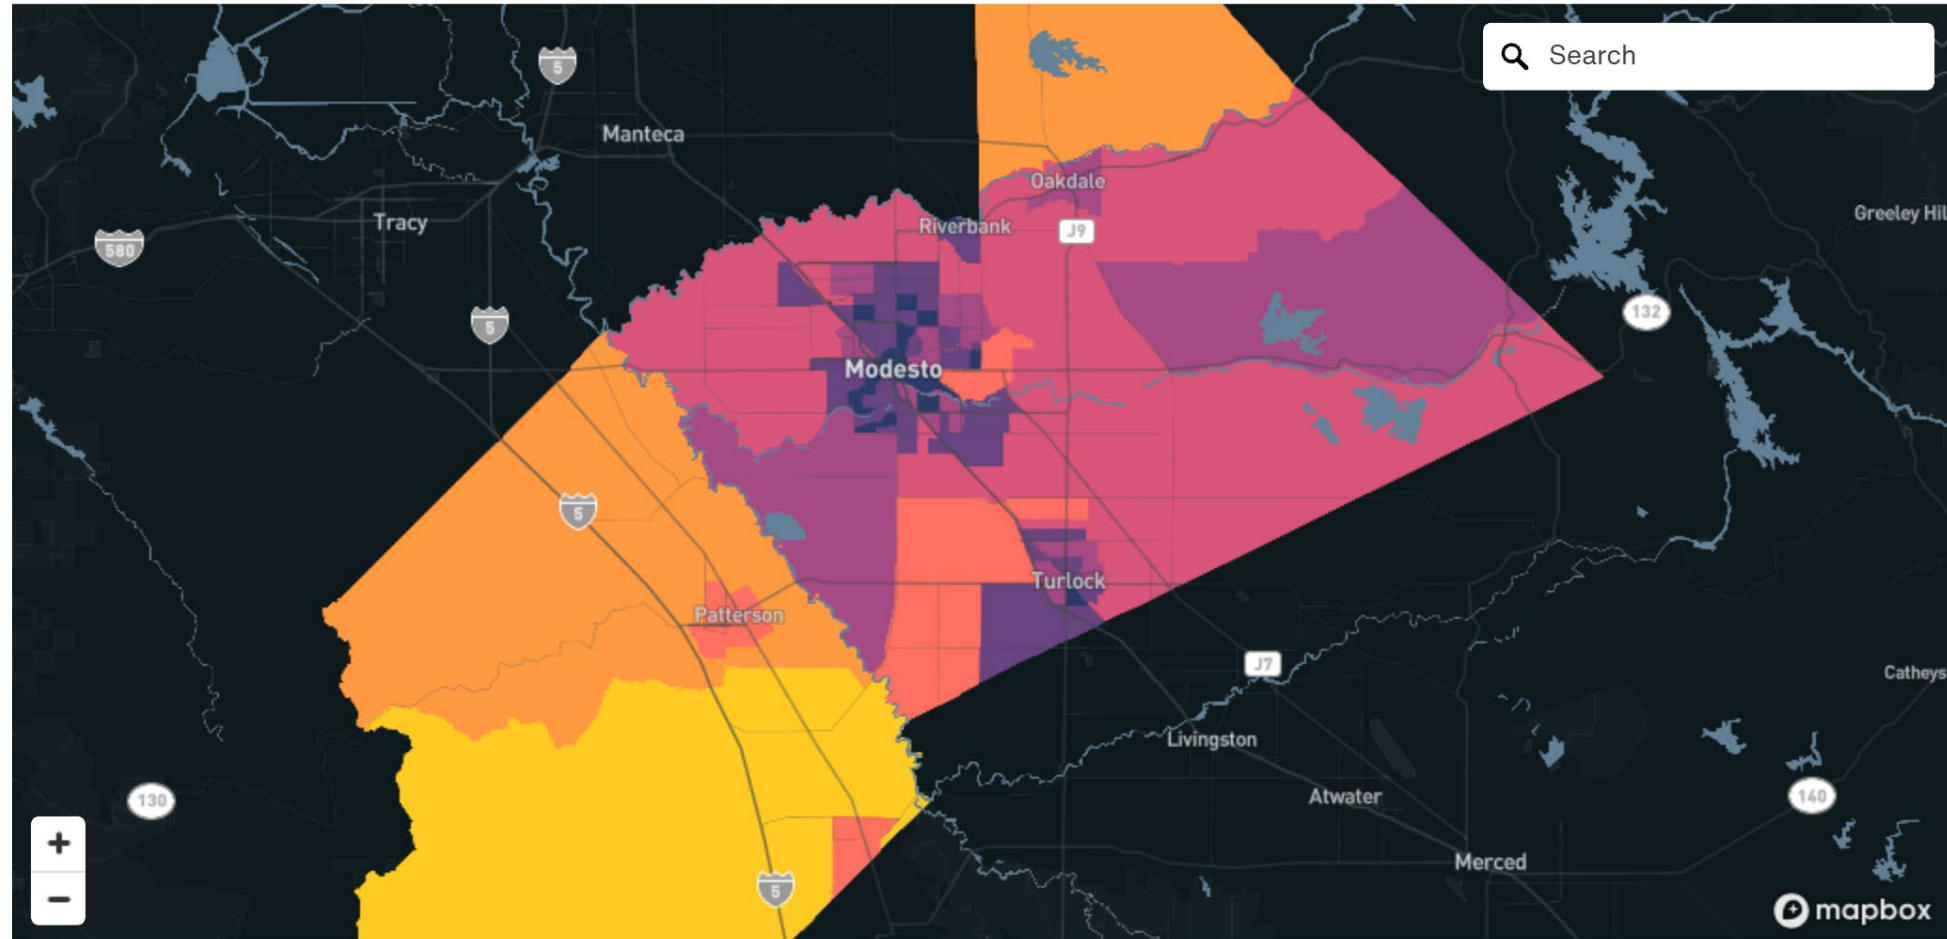 Search
5
Manteca
Oakdale
Tracy
Riverbank
J9
Greeley Hil
580
5
132
Modesto
5
Turlock
Patterson
J7
Catheys
Livingston
130
Atwater
140
+
Merced
5
−
mapbox